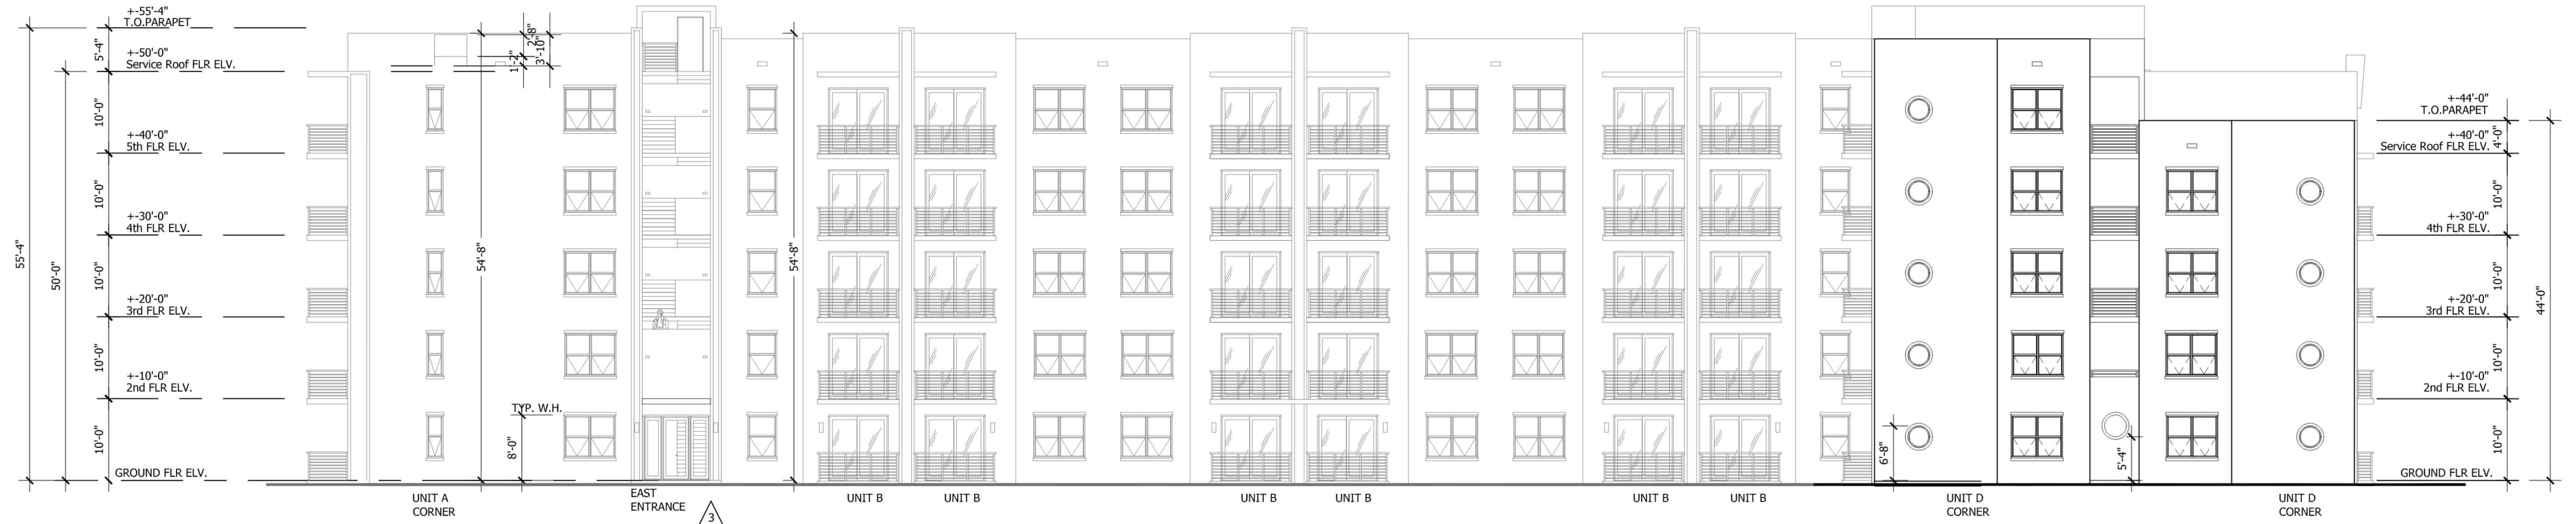 +-55'-4"
T.O.PARAPET
5'-4"
+-50'-0"
Service Roof FLR ELV.
10'-0"
+-40'-0"
5th FLR ELV.
10'-0"
+-30'-0"
4th FLR ELV.
10'-0"
+-20'-0"
3rd FLR ELV.
10'-0"
+-10'-0"
2nd FLR ELV.
10'-0"
GROUND FLR ELV.
55'-4"
50'-0"
54'-8"
1'-2"
2'-8"
3'-10"
TYP. W.H.
8'-0"
54'-8"
UNIT A
CORNER
EAST
ENTRANCE
3
UNIT B
UNIT B
UNIT B
UNIT B
UNIT B
UNIT B
6'-8"
5'-4"
UNIT D
CORNER
UNIT D
CORNER
+-44'-0"
T.O.PARAPET
4'-0"
+-40'-0"
Service Roof FLR ELV.
10'-0"
+-30'-0"
4th FLR ELV.
10'-0"
+-20'-0"
3rd FLR ELV.
10'-0"
+-10'-0"
2nd FLR ELV.
10'-0"
GROUND FLR ELV.
44'-0"